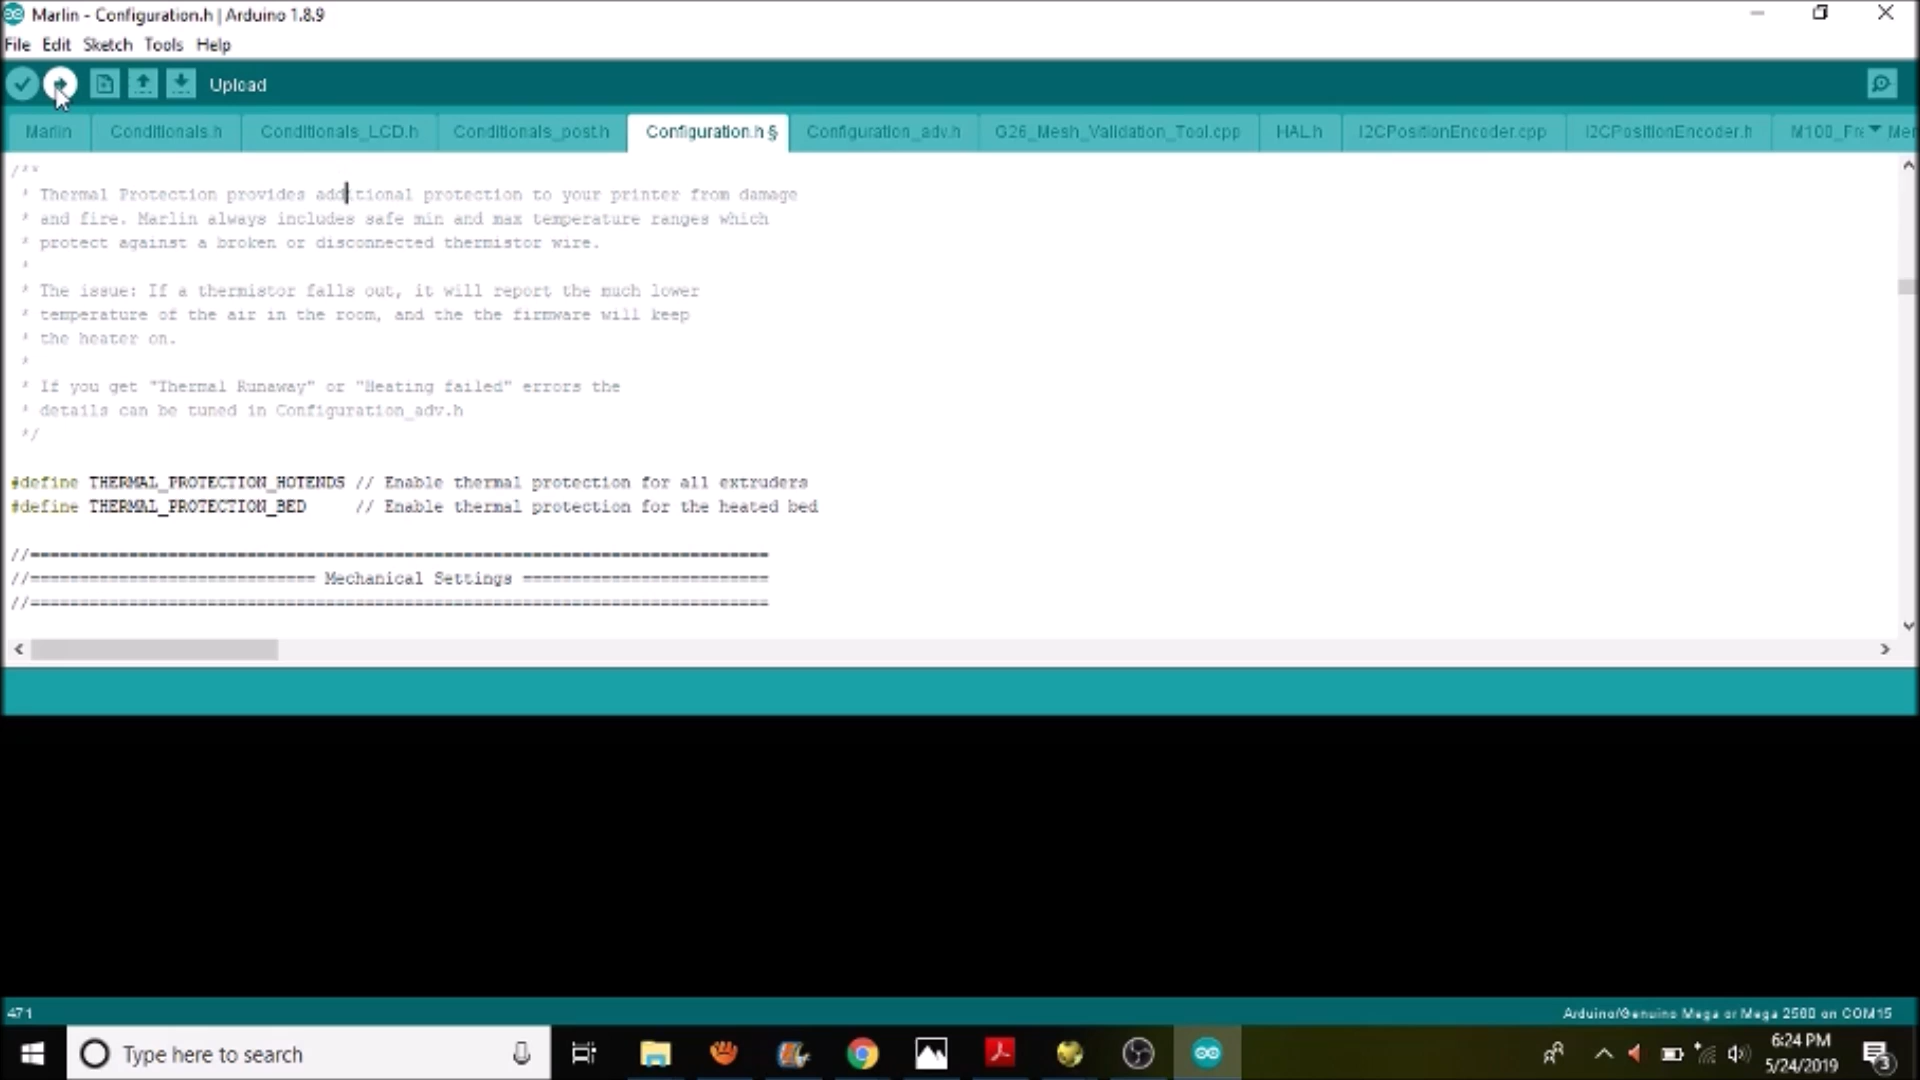 Marlin - Configuration.h | Arduino 1.8.9
File Edit Sketch Tools Help
Upload
Marlin Conditionals.h Conditionals_LCD.h Conditionals_post.h Configuration.h § Configuration_adv.h G26_Mesh_Validation_Tool.cpp HAL.h I2CPositionEncoder.cpp I2CPositionEncoder.h M100_Fre Mer
/**
* Thermal Protection provides additional protection to your printer from damage
* and fire. Marlin always includes safe min and max temperature ranges which
* protect against a broken or disconnected thermistor wire.
*
* The issue: If a thermistor falls out, it will report the much lower
* temperature of the air in the room, and the the firmware will keep
* the heater on.
*
* If you get "Thermal Runaway" or "Heating failed" errors the
* details can be tuned in Configuration_adv.h
*/
#define THERMAL_PROTECTION_HOTENDS // Enable thermal protection for all extruders
#define THERMAL_PROTECTION_BED // Enable thermal protection for the heated bed
//===========================================================================
//============================= Mechanical Settings =========================
//===========================================================================
471
Arduino/Genuino Mega or Mega 2560 on COM15
Type here to search
6:24 PM
5/24/2019
3